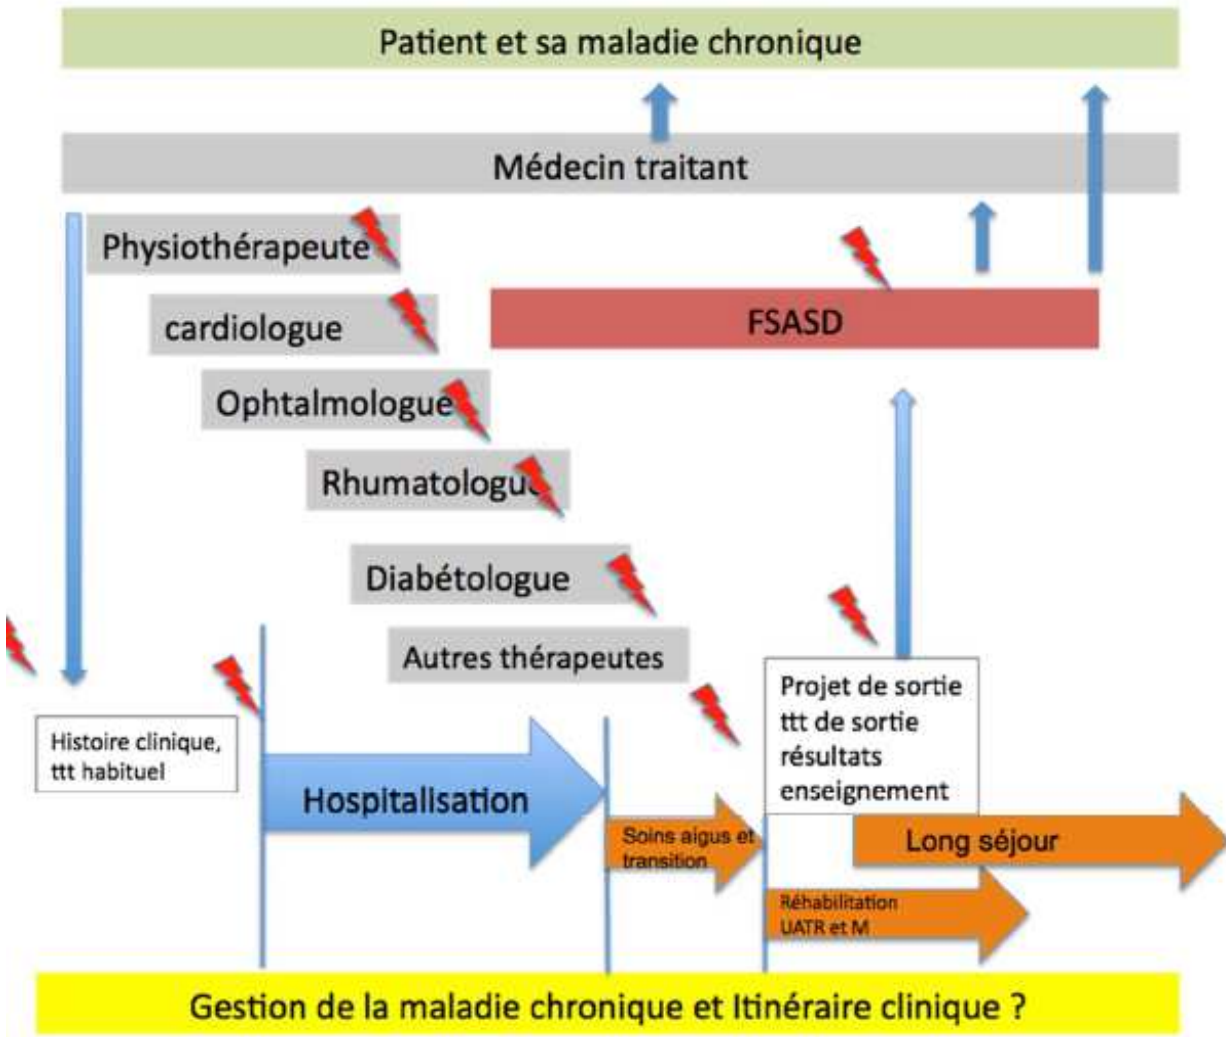 Patient et sa maladie chronique
Médecin traitant
Physiothérapeute
cardiologue
FSASD
Ophtalmologue
Rhumatologue
Diabétologue
Autres thérapeutes
Histoire clinique,
ttt habituel
Hospitalisation
Soins aigus et
transition
Projet de sortie
ttt de sortie
résultats
enseignement
Long séjour
Réhabilitation
UATR et M
Gestion de la maladie chronique et Itinéraire clinique ?